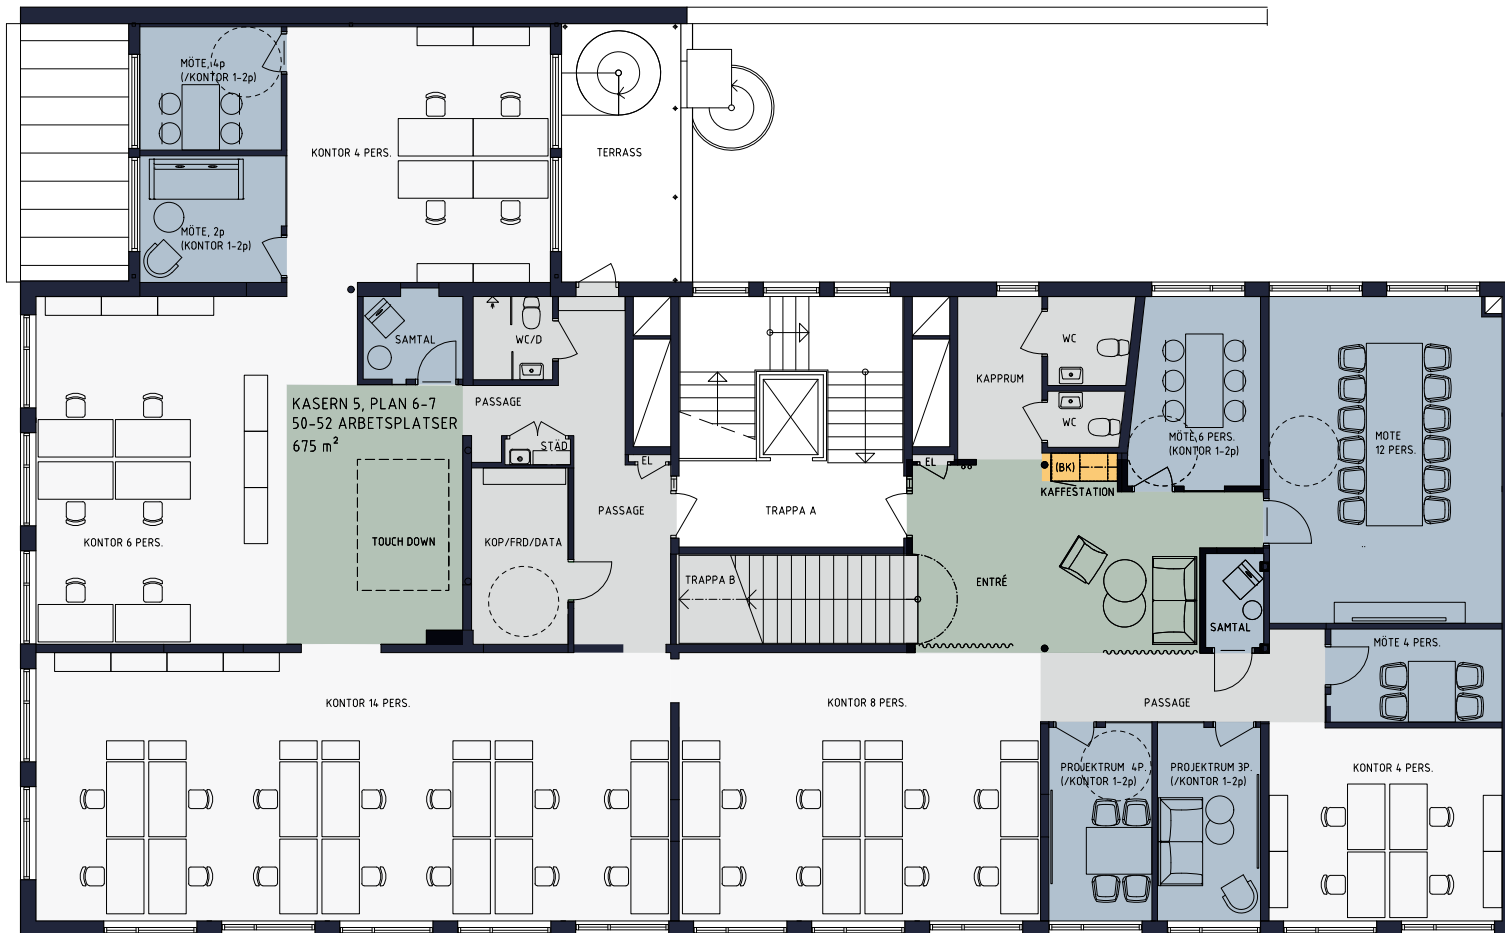 MÖTE, 4p
(/KONTOR 1-2p)
KONTOR 4 PERS.
TERRASS
MÖTE, 2p
(KONTOR 1-2p)
SAMTAL
WC/D
WC
KAPPRUM
PASSAGE
KASERN 5, PLAN 6-7
50-52 ARBETSPLATSER
675 m²
STÄD
WC
MÖTE, 6 PERS.
(KONTOR 1-2p)
MOTE
12 PERS.
EL
EL
(BK)
KAFFESTATION
PASSAGE
TRAPPA A
KONTOR 6 PERS.
TOUCH DOWN
KOP/FRD/DATA
TRAPPA B
ENTRÉ
SAMTAL
MÖTE 4 PERS.
KONTOR 14 PERS.
KONTOR 8 PERS.
PASSAGE
PROJEKTRUM 4P.
(/KONTOR 1-2p)
PROJEKTRUM 3P.
(/KONTOR 1-2p)
KONTOR 4 PERS.